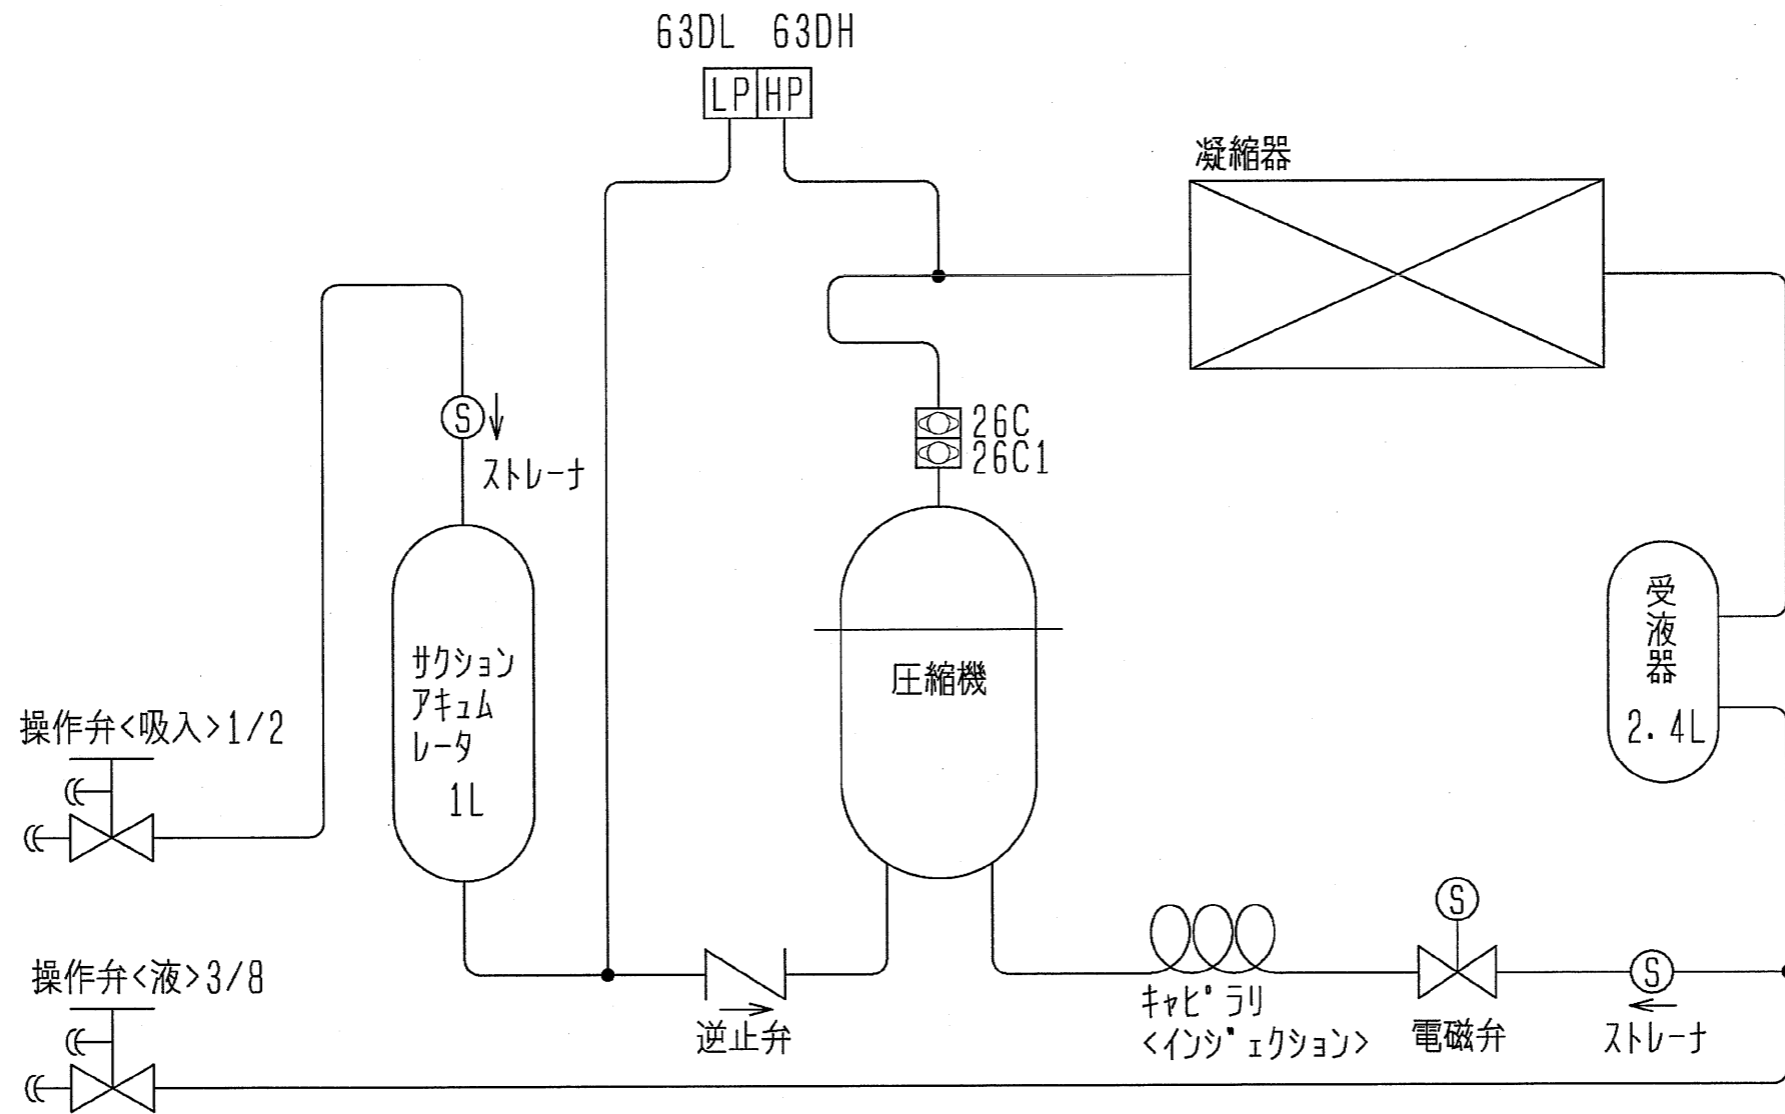 63DL 63DH
LP HP
凝縮器
S
26C
26C1
ストレーナ
受液器
2.4L
サクション
アキュム
レータ
1L
圧縮機
操作弁<吸入>1/2
S
S
操作弁<液>3/8
逆止弁
キャピラリ
<インジェクション>
電磁弁
ストレーナ